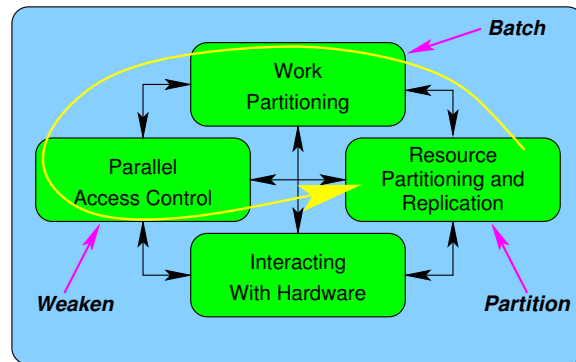 Batch
Work
Partitioning
Parallel
Access Control
Resource
Partitioning and
Replication
Interacting
With Hardware
Weaken
Partition